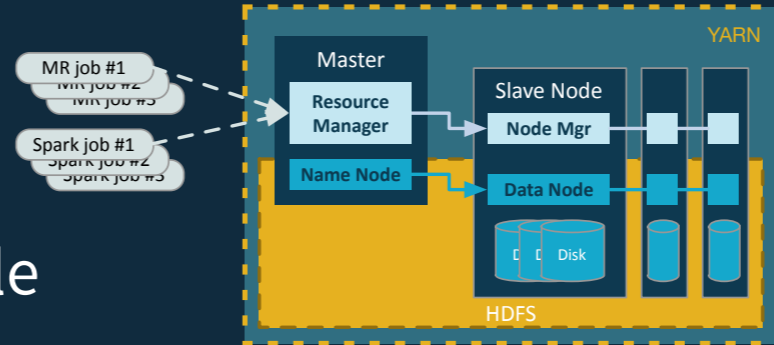 YARN
MR job #1
MR job #2
MR job #3
Spark job #1
Spark job #2
Spark job #3
Master
Resource
Manager
Name Node
Slave Node
Node Mgr
Data Node
D
D
Disk
HDFS
le